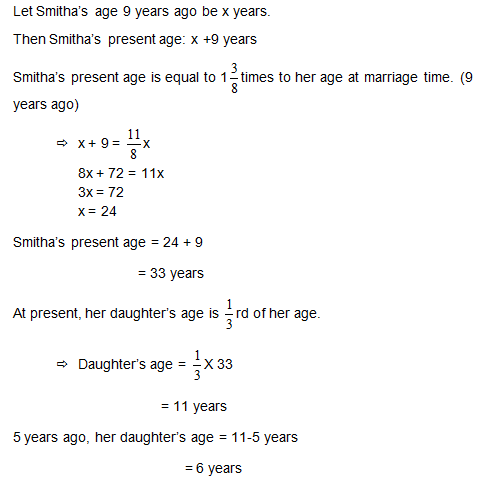 Let Smitha's age 9 years ago be x years.
Then Smitha's present age: x +9 years
Smitha's present age is equal to 1 3/8 times to her age at marriage time. (9
years ago)
⇒ x + 9 = 11/8 x
8x + 72 = 11x
3x = 72
x = 24
Smitha's present age = 24 + 9
= 33 years
At present, her daughter's age is 1/3 rd of her age.
⇒ Daughter's age = 1/3 X 33
= 11 years
5 years ago, her daughter's age = 11-5 years
= 6 years